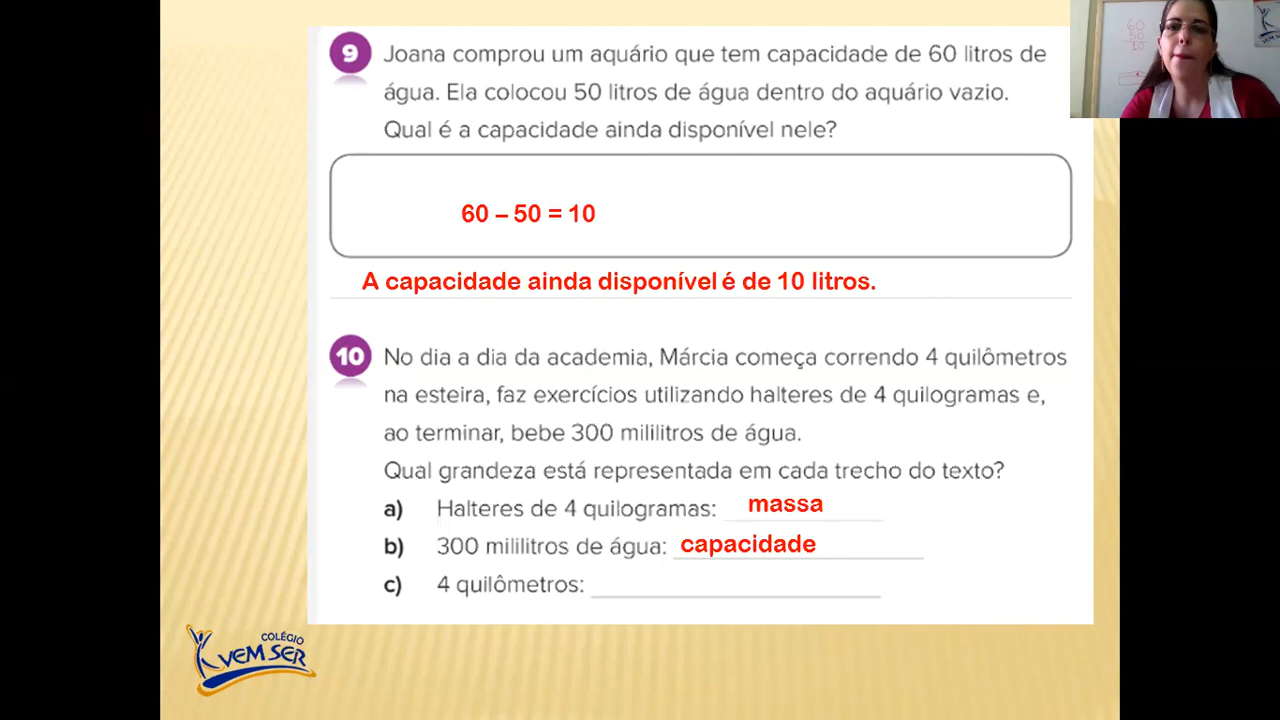 9 Joana comprou um aquário que tem capacidade de 60 litros de
água. Ela colocou 50 litros de água dentro do aquário vazio.
Qual é a capacidade ainda disponível nele?
60 – 50 = 10
A capacidade ainda disponível é de 10 litros.
10 No dia a dia da academia, Márcia começa correndo 4 quilômetros
na esteira, faz exercícios utilizando halteres de 4 quilogramas e,
ao terminar, bebe 300 mililitros de água.
Qual grandeza está representada em cada trecho do texto?
a) Halteres de 4 quilogramas: massa
b) 300 mililitros de água: capacidade
c) 4 quilômetros:
COLÉGIO
VEM SER
60
50
10